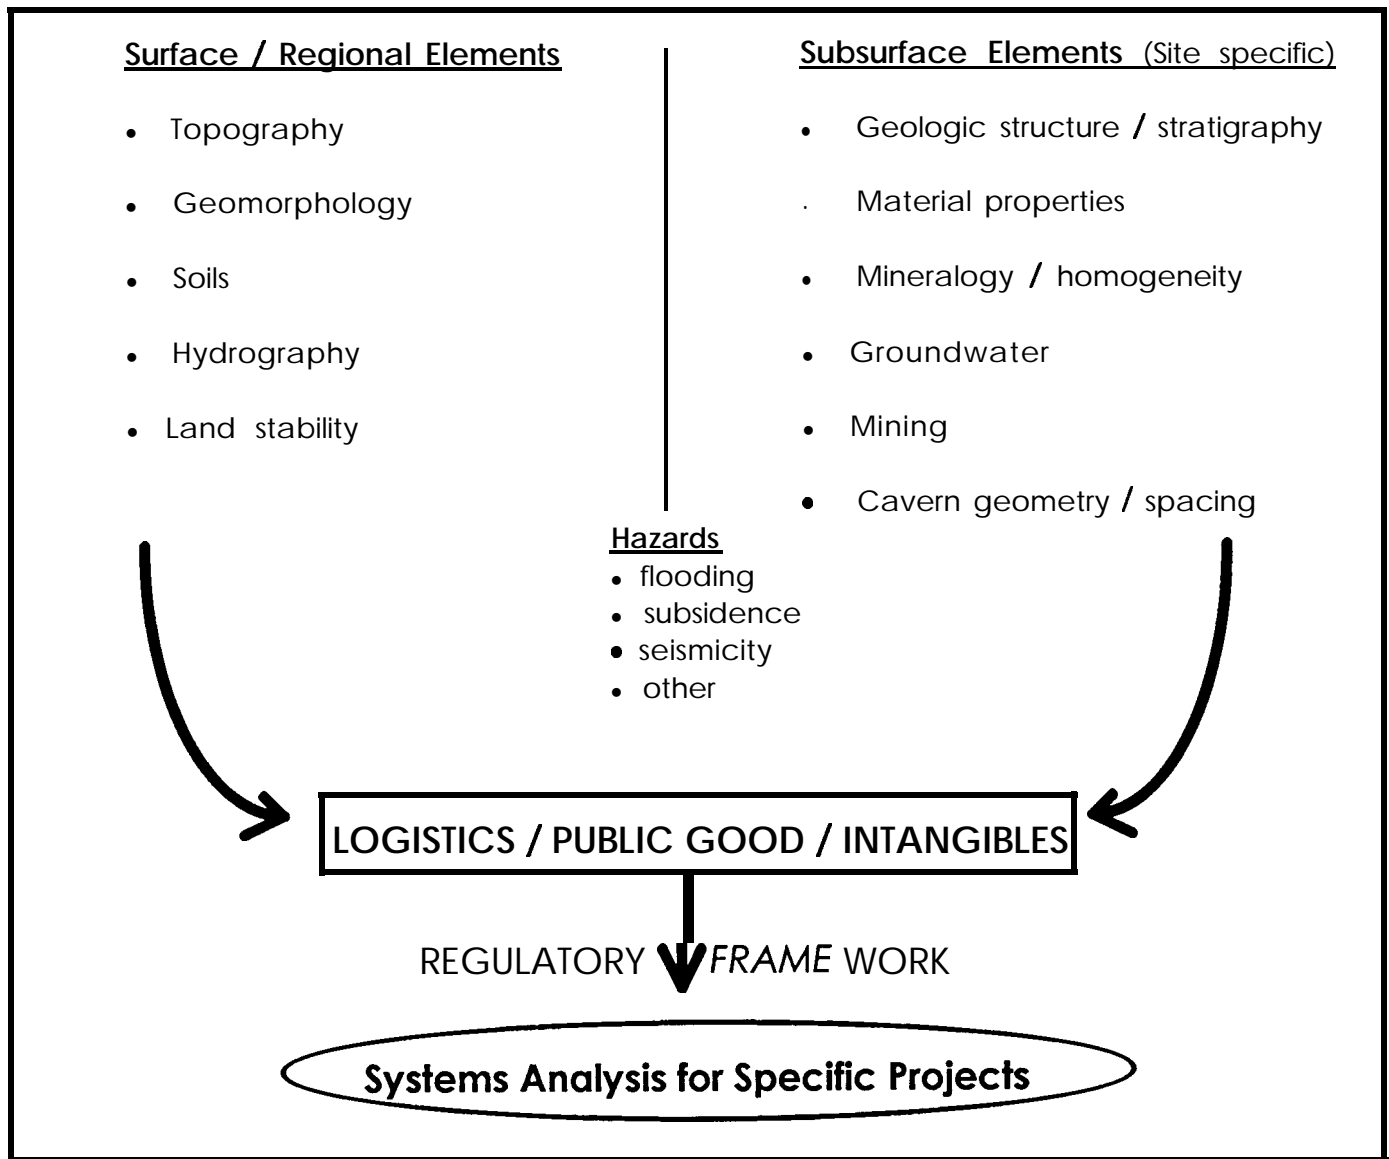 Surface / Regional Elements
• Topography
• Geomorphology
• Soils
• Hydrography
• Land stability
Subsurface Elements (Site specific)
• Geologic structure / stratigraphy
· Material properties
• Mineralogy / homogeneity
• Groundwater
• Mining
• Cavern geometry / spacing
Hazards
• flooding
• subsidence
• seismicity
• other
LOGISTICS / PUBLIC GOOD / INTANGIBLES
REGULATORY FRAME WORK
Systems Analysis for Specific Projects